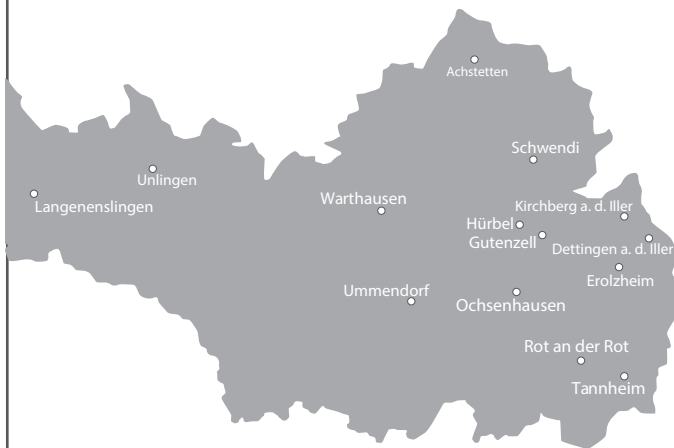 Achstetten
Schwendi
Unlingen
Langenenslingen
Warthausen
Kirchberg a. d. Iller
Hürbel
Gutenzell
Dettingen a. d. Iller
Erolzheim
Ummendorf
Ochsenhausen
Rot an der Rot
Tannheim